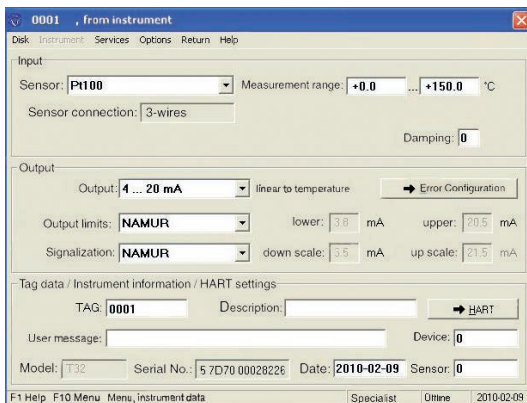 0001 , from instrument
Disk Instrument Services Options Return Help
Input
Sensor: Pt100 Measurement range: +0.0 ... +150.0 °C
Sensor connection: 3-wires
Damping: 0
Output
Output: 4 ... 20 mA linear to temperature Error Configuration
Output limits: NAMUR lower: 3.8 mA upper: 20.5 mA
Signalization: NAMUR down scale: 3.5 mA up scale: 21.5 mA
Tag data / Instrument information / HART settings
TAG: 0001 Description: HART
User message: Device: 0
Model: T32 Serial No.: 5 7D70 00028226 Date: 2010-02-09 Sensor: 0
F1 Help F10 Menu Menu, instrument data Specialist Offline 2010-02-09